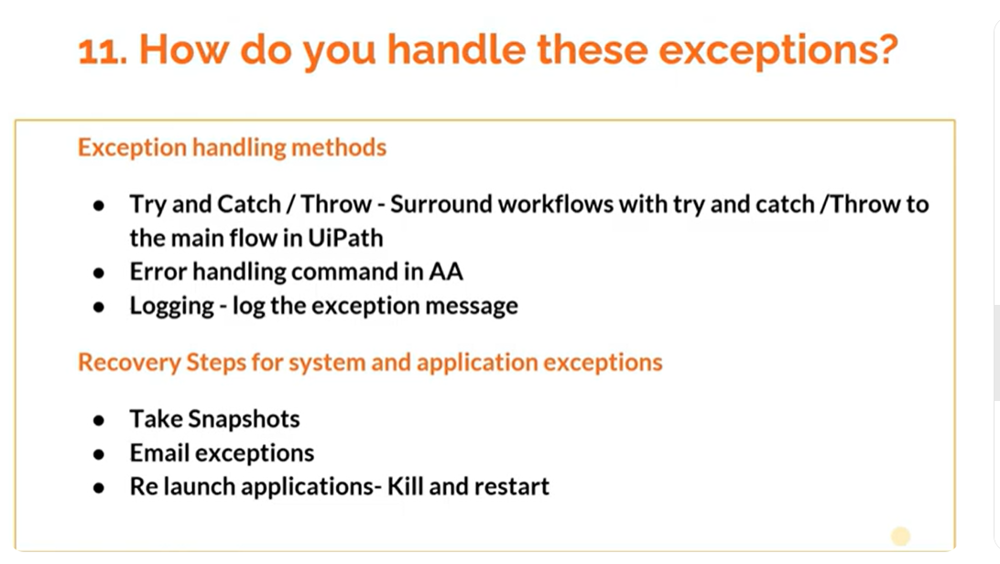 11. How do you handle these exceptions?
Exception handling methods
● Try and Catch / Throw - Surround workflows with try and catch /Throw to
the main flow in UiPath
● Error handling command in AA
● Logging - log the exception message
Recovery Steps for system and application exceptions
● Take Snapshots
● Email exceptions
● Re launch applications- Kill and restart